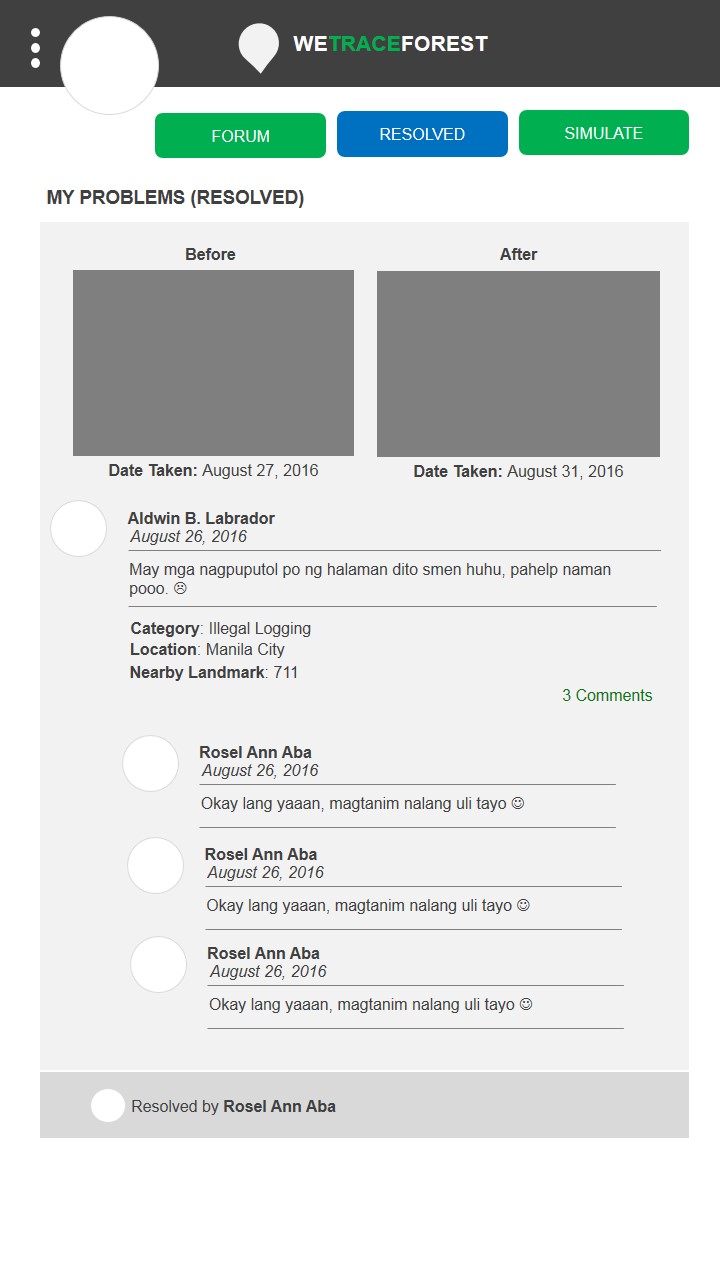 WETRACEFOREST
FORUM
RESOLVED
SIMULATE
MY PROBLEMS (RESOLVED)
Before
After
Date Taken: August 27, 2016
Date Taken: August 31, 2016
Aldwin B. Labrador
August 26, 2016
May mga nagpuputol po ng halaman dito smen huhu, pahelp naman
pooo. ☹
Category: Illegal Logging
Location: Manila City
Nearby Landmark: 711
3 Comments
Rosel Ann Aba
August 26, 2016
Okay lang yaaan, magtanim nalang uli tayo ☺
Rosel Ann Aba
August 26, 2016
Okay lang yaaan, magtanim nalang uli tayo ☺
Rosel Ann Aba
August 26, 2016
Okay lang yaaan, magtanim nalang uli tayo ☺
Resolved by Rosel Ann Aba